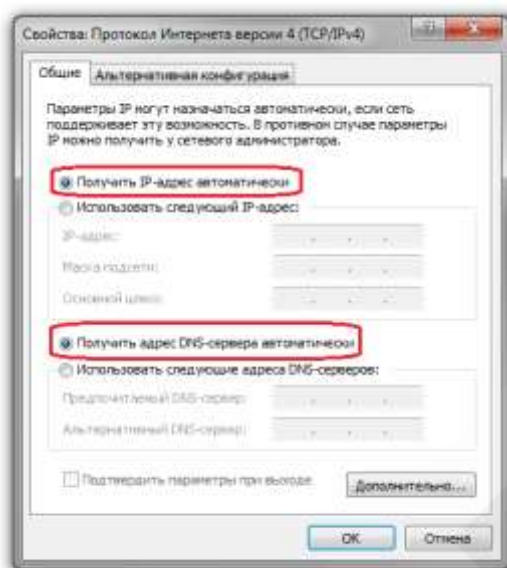 Свойства: Протокол Интернета версии 4 (TCP/IPv4)
Общие
Альтернативная конфигурация
Параметры IP могут назначаться автоматически, если сеть
поддерживает эту возможность. В противном случае параметры
IP можно получить у сетевого администратора.
Получить IP-адрес автоматически
Использовать следующий IP-адрес:
IP-адрес:
Маска подсети:
Основной шлюз:
Получить адрес DNS-сервера автоматически
Использовать следующие адреса DNS-серверов:
Предпочитаемый DNS-сервер:
Альтернативный DNS-сервер:
Подтвердить параметры при выходе
Дополнительно...
ОК
Отмена